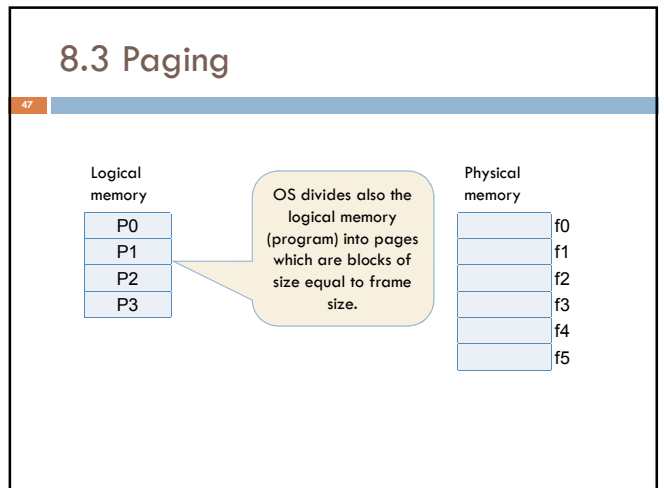 8.3 Paging
47
Logical
memory
P0
P1
P2
P3
OS divides also the
logical memory
(program) into pages
which are blocks of
size equal to frame
size.
Physical
memory
f0
f1
f2
f3
f4
f5